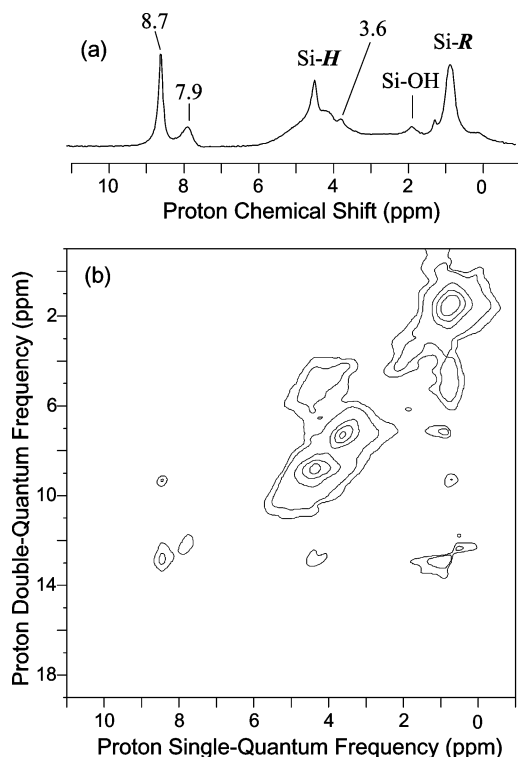 8.7
(a)
7.9
Si-H
3.6
Si-R
Si-OH
10 8 6 4 2 0
Proton Chemical Shift (ppm)
(b)
Proton Double-Quantum Frequency (ppm)
2
6
10
14
18
10 8 6 4 2 0
Proton Single-Quantum Frequency (ppm)